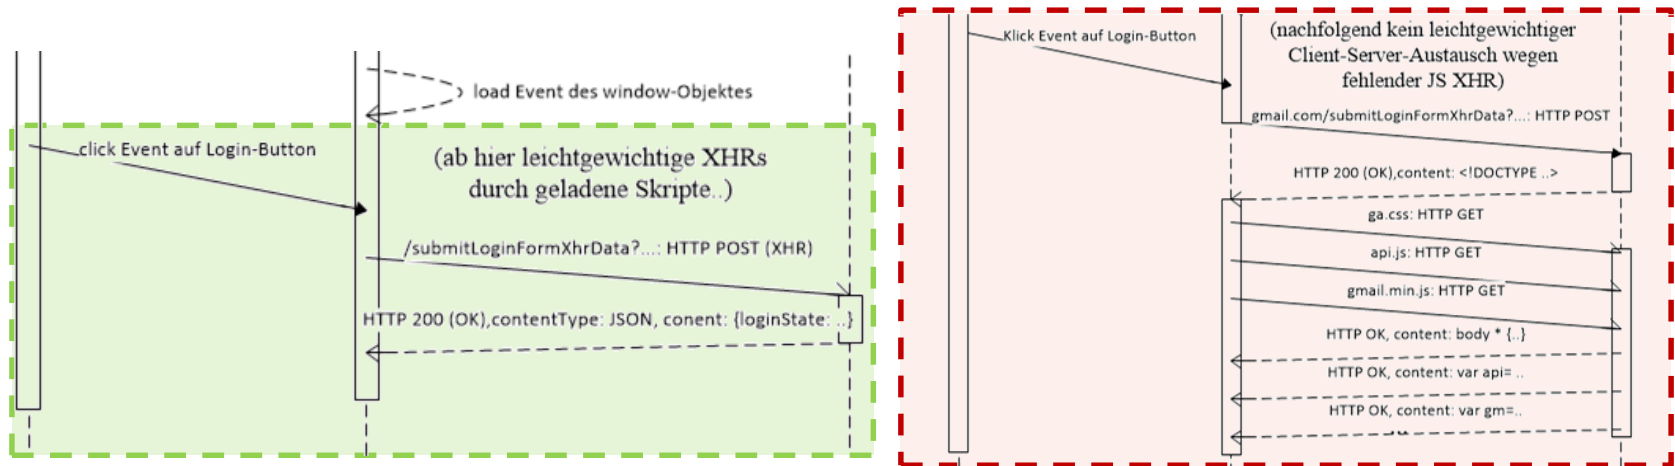 load Event des window-Objektes
click Event auf Login-Button
(ab hier leichtgewichtige XHRs
durch geladene Skripte..)
/submitLoginFormXhrData?...: HTTP POST (XHR)
HTTP 200 (OK),contentType: JSON, conent: {loginState: ..}
Klick Event auf Login-Button
(nachfolgend kein leichtgewichtiger
Client-Server-Austausch wegen
fehlender JS XHR)
gmail.com/submitLoginFormXhrData?...: HTTP POST
HTTP 200 (OK),content: <!DOCTYPE ..>
ga.css: HTTP GET
api.js: HTTP GET
gmail.min.js: HTTP GET
HTTP OK, content: body * {..}
HTTP OK, content: var api= ..
HTTP OK, content: var gm=..